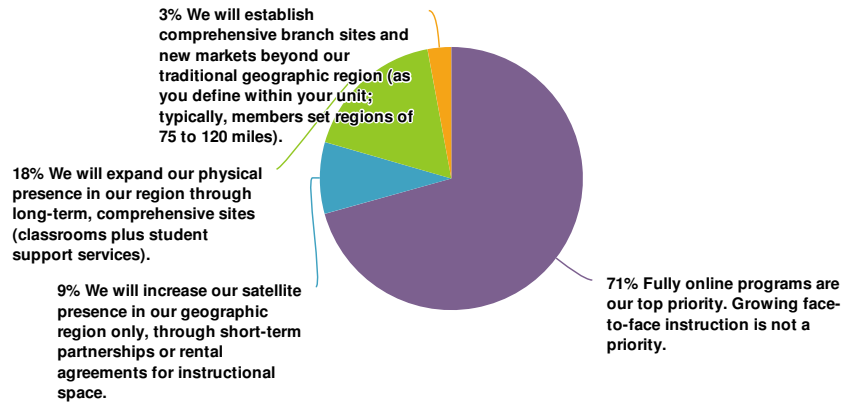 3% We will establish
comprehensive branch sites and
new markets beyond our
traditional geographic region (as
you define within your unit;
typically, members set regions of
75 to 120 miles).
18% We will expand our physical
presence in our region through
long-term, comprehensive sites
(classrooms plus student
support services).
9% We will increase our satellite
presence in our geographic
region only, through short-term
partnerships or rental
agreements for instructional
space.
71% Fully online programs are
our top priority. Growing face-
to-face instruction is not a
priority.